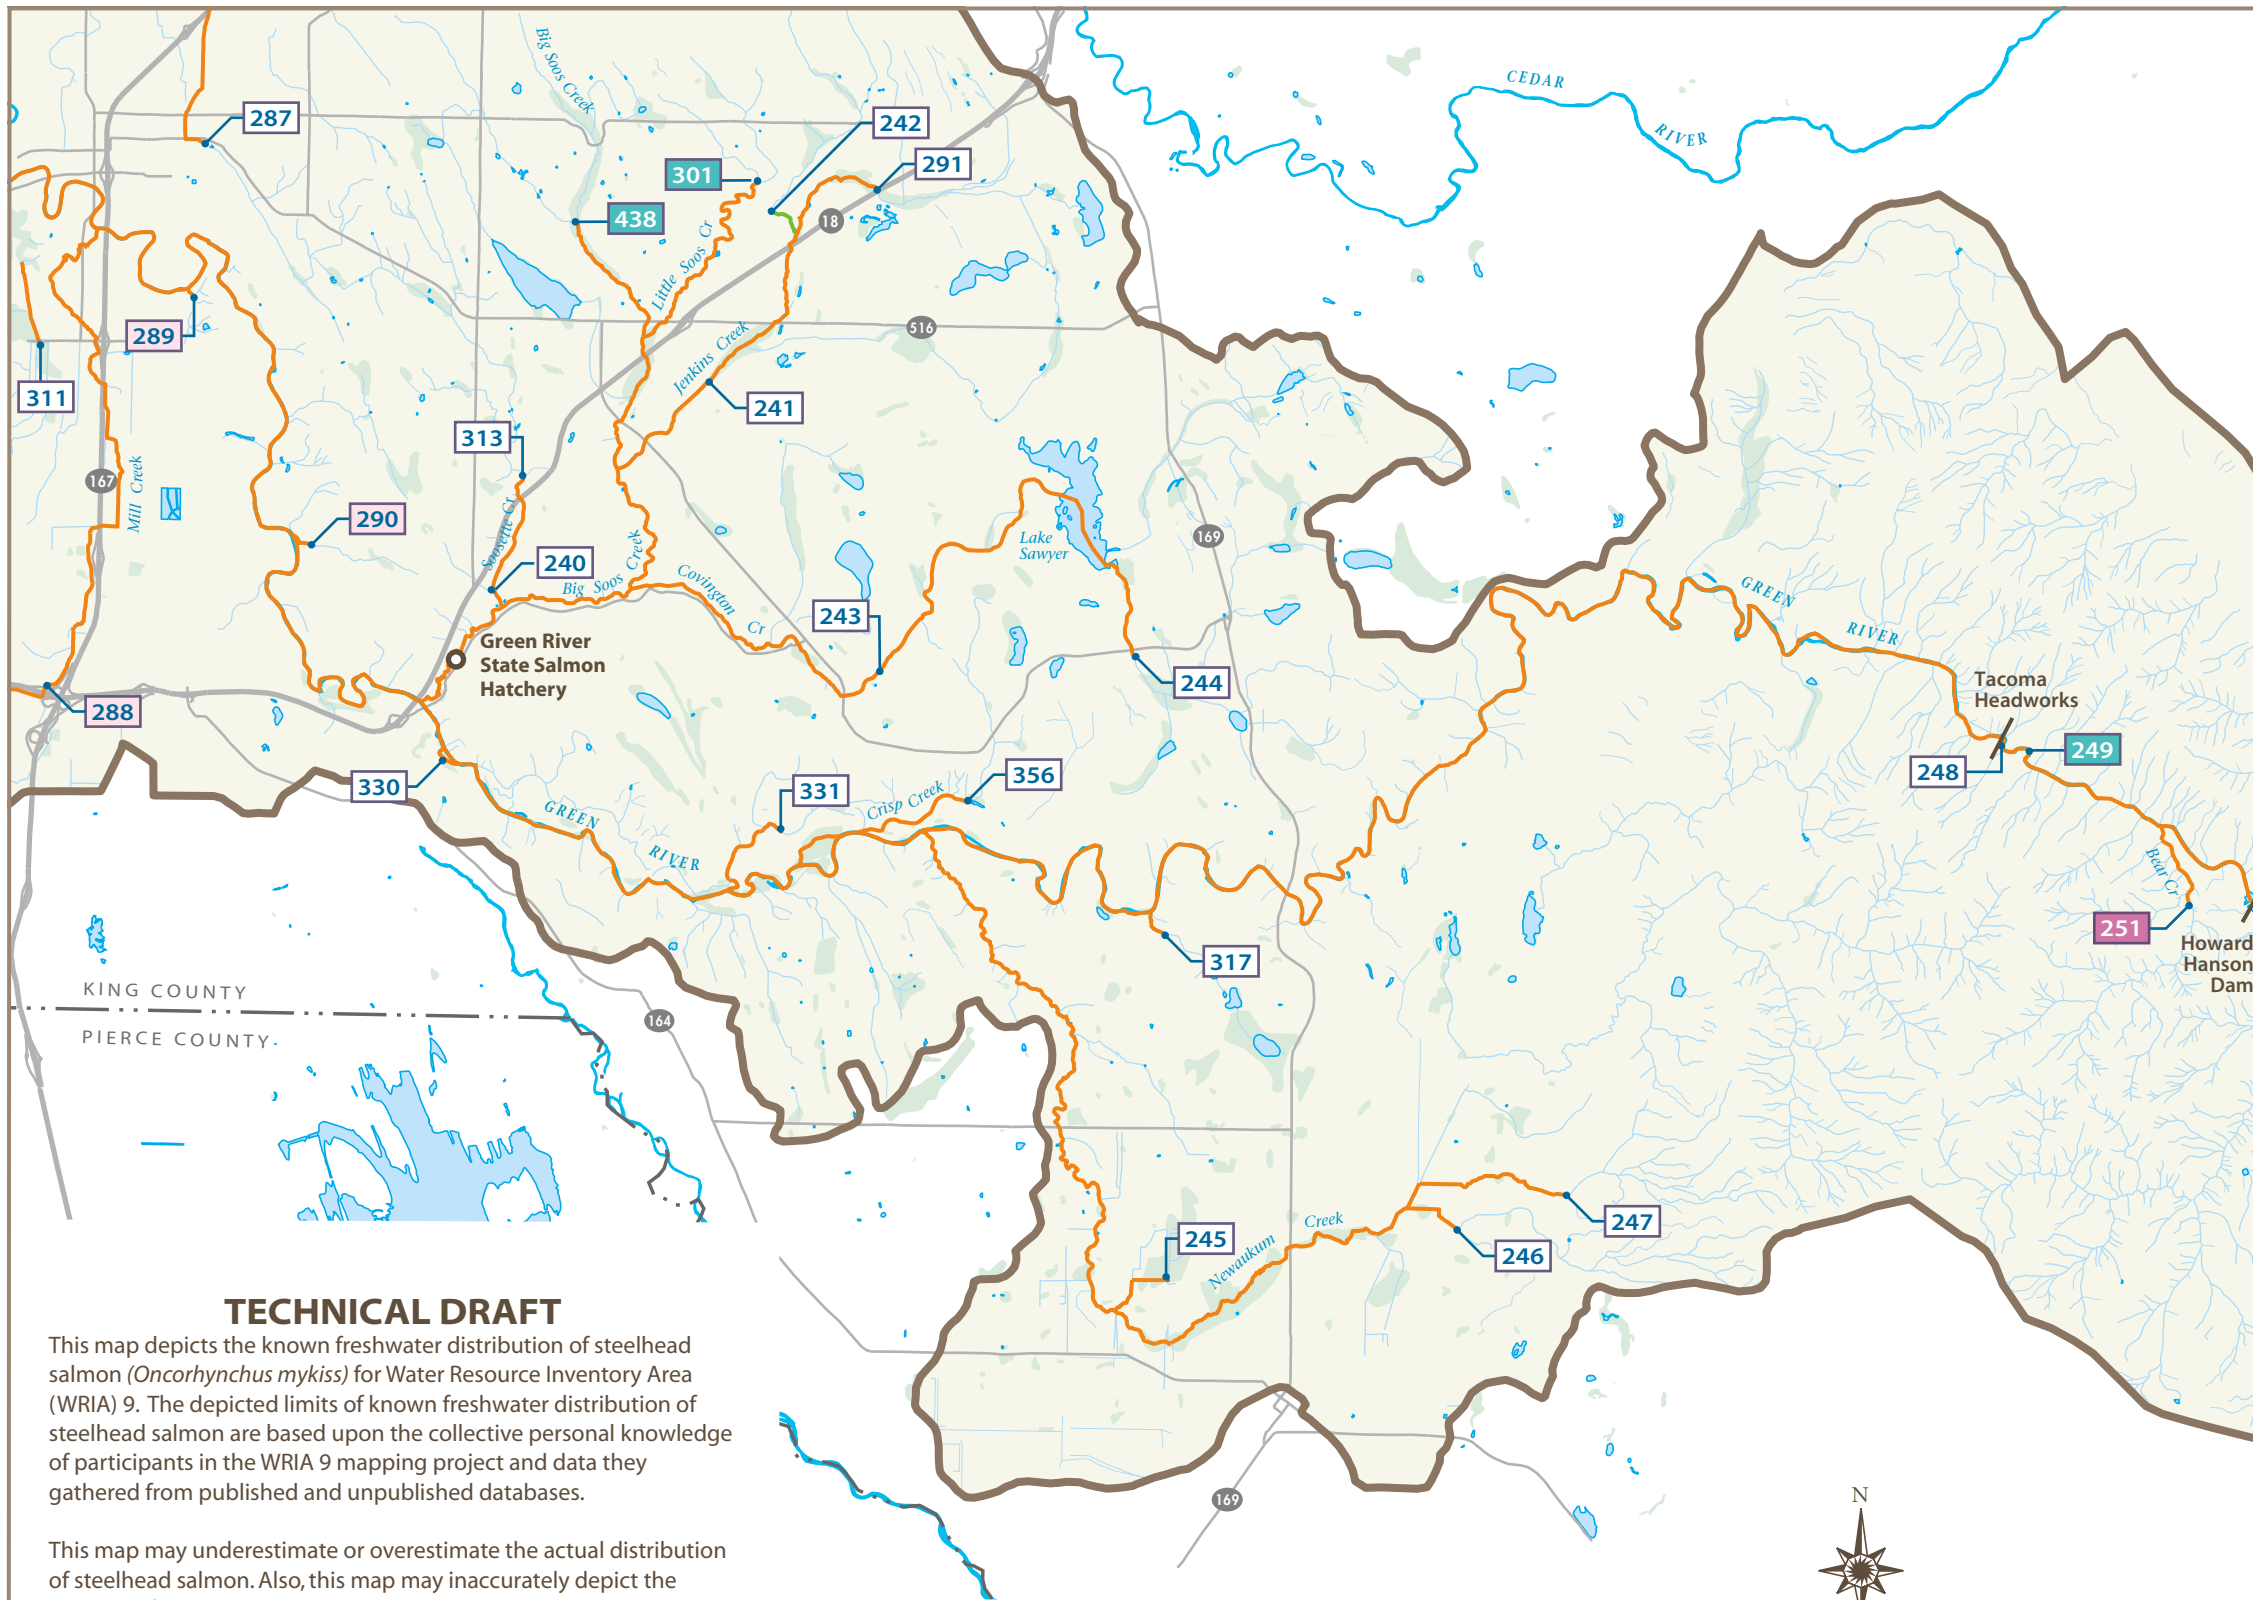 Big Soos Creek
CEDAR
RIVER
287
242
291
301
438
18
Little Soos Cr
289
516
Jenkins Creek
311
241
313
167
Mill Creek
290
Soosette Cr
Lake
Sawyer
169
240
Big Soos Creek
Covington
Cr
243
GREEN
RIVER
Green River
State Salmon
Hatchery
244
Tacoma
Headworks
288
249
248
330
331
356
Crisp Creek
GREEN
RIVER
Bear Cr
251
Howard
Hanson
Dam
317
KING COUNTY
PIERCE COUNTY
164
247
245
246
Newaukum
Creek
TECHNICAL DRAFT
This map depicts the known freshwater distribution of steelhead
salmon (Oncorhynchus mykiss) for Water Resource Inventory Area
(WRIA) 9. The depicted limits of known freshwater distribution of
steelhead salmon are based upon the collective personal knowledge
of participants in the WRIA 9 mapping project and data they
gathered from published and unpublished databases.
This map may underestimate or overestimate the actual distribution
of steelhead salmon. Also, this map may inaccurately depict the
169
N